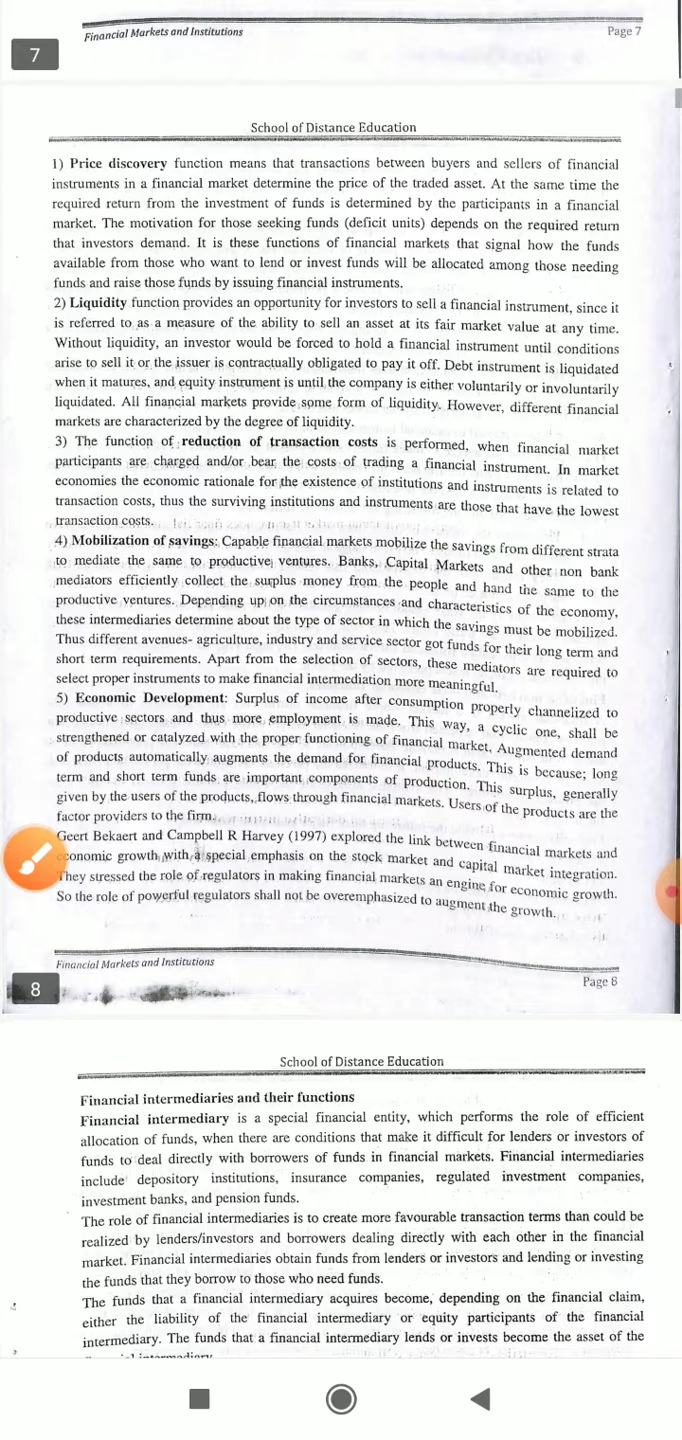 Financial Markets and Institutions
Page 7
7
School of Distance Education
1) Price discovery function means that transactions between buyers and sellers of financial
instruments in a financial market determine the price of the traded asset. At the same time the
required return from the investment of funds is determined by the participants in a financial
market. The motivation for those seeking funds (deficit units) depends on the required return
that investors demand. It is these functions of financial markets that signal how the funds
available from those who want to lend or invest funds will be allocated among those needing
funds and raise those funds by issuing financial instruments.
2) Liquidity function provides an opportunity for investors to sell a financial instrument, since it
is referred to as a measure of the ability to sell an asset at its fair market value at any time.
Without liquidity, an investor would be forced to hold a financial instrument until conditions
arise to sell it or the issuer is contractually obligated to pay it off. Debt instrument is liquidated
when it matures, and equity instrument is until the company is either voluntarily or involuntarily
liquidated. All financial markets provide some form of liquidity. However, different financial
markets are characterized by the degree of liquidity.
3) The function of reduction of transaction costs is performed, when financial market
participants are charged and/or bear the costs of trading a financial instrument. In market
economies the economic rationale for the existence of institutions and instruments is related to
transaction costs, thus the surviving institutions and instruments are those that have the lowest
transaction costs.
4) Mobilization of savings: Capable financial markets mobilize the savings from different strata
to mediate the same to productive ventures. Banks, Capital Markets and other non bank
mediators efficiently collect the surplus money from the people and hand the same to the
productive ventures. Depending up on the circumstances and characteristics of the economy,
these intermediaries determine about the type of sector in which the savings must be mobilized.
Thus different avenues- agriculture, industry and service sector got funds for their long term and
short term requirements. Apart from the selection of sectors, these mediators are required to
select proper instruments to make financial intermediation more meaningful.
5) Economic Development: Surplus of income after consumption properly channelized to
productive sectors and thus more employment is made. This way, a cyclic one, shall be
strengthened or catalyzed with the proper functioning of financial market. Augmented demand
of products automatically augments the demand for financial products. This is because; long
term and short term funds are important components of production. This surplus, generally
given by the users of the products, flows through financial markets. Users of the products are the
factor providers to the firm.
Geert Bekaert and Campbell R Harvey (1997) explored the link between financial markets and
economic growth with a special emphasis on the stock market and capital market integration.
They stressed the role of regulators in making financial markets an engine for economic growth.
So the role of powerful regulators shall not be overemphasized to augment the growth.
Financial Markets and Institutions
Page 8
8
School of Distance Education
Financial intermediaries and their functions
Financial intermediary is a special financial entity, which performs the role of efficient
allocation of funds, when there are conditions that make it difficult for lenders or investors of
funds to deal directly with borrowers of funds in financial markets. Financial intermediaries
include depository institutions, insurance companies, regulated investment companies,
investment banks, and pension funds.
The role of financial intermediaries is to create more favourable transaction terms than could be
realized by lenders/investors and borrowers dealing directly with each other in the financial
market. Financial intermediaries obtain funds from lenders or investors and lending or investing
the funds that they borrow to those who need funds.
The funds that a financial intermediary acquires become, depending on the financial claim,
either the liability of the financial intermediary or equity participants of the financial
intermediary. The funds that a financial intermediary lends or invests become the asset of the